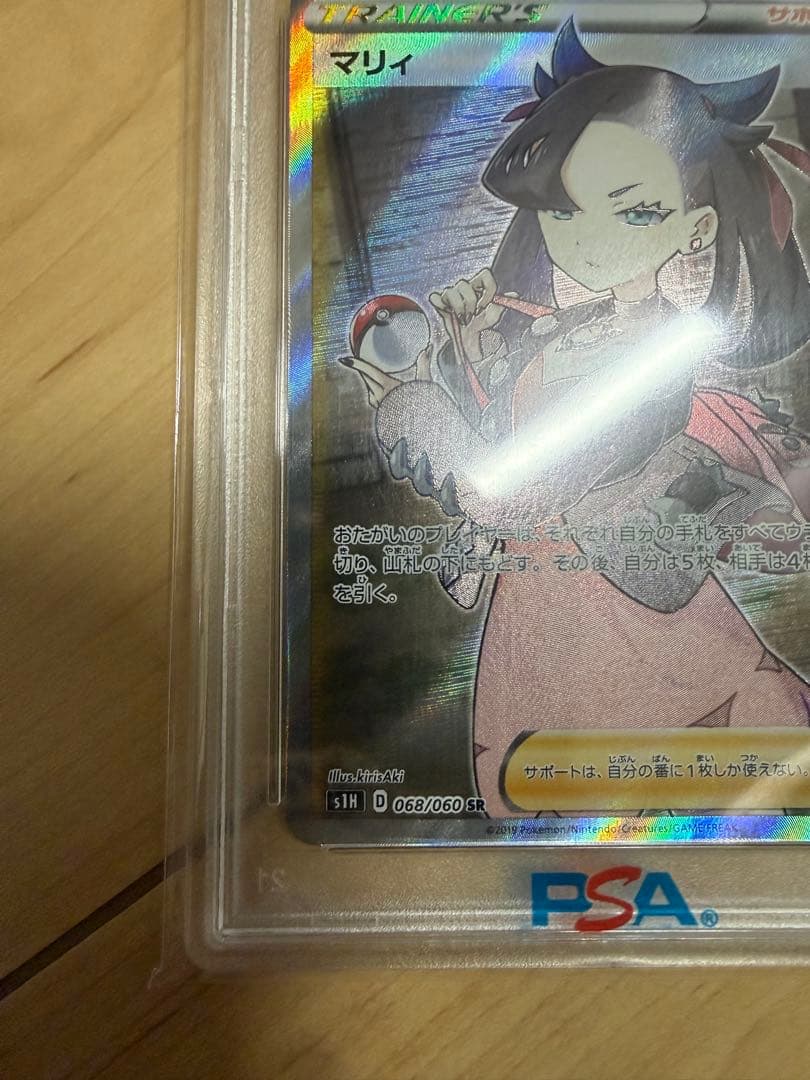 TRAINER'S サポ
マリィ
おたがいのプレイヤーは、それぞれ自分の手札をすべてウ
切り、山札の下にもどす。その後、自分は5枚、相手は4枚
を引く。
Illus.kirisAki
サポートは、自分の番に1枚しか使えない。
s1H D 068/060 SR
©2019 Pokémon/Nintendo/Creatures/GAME FREAK
21
PSA®